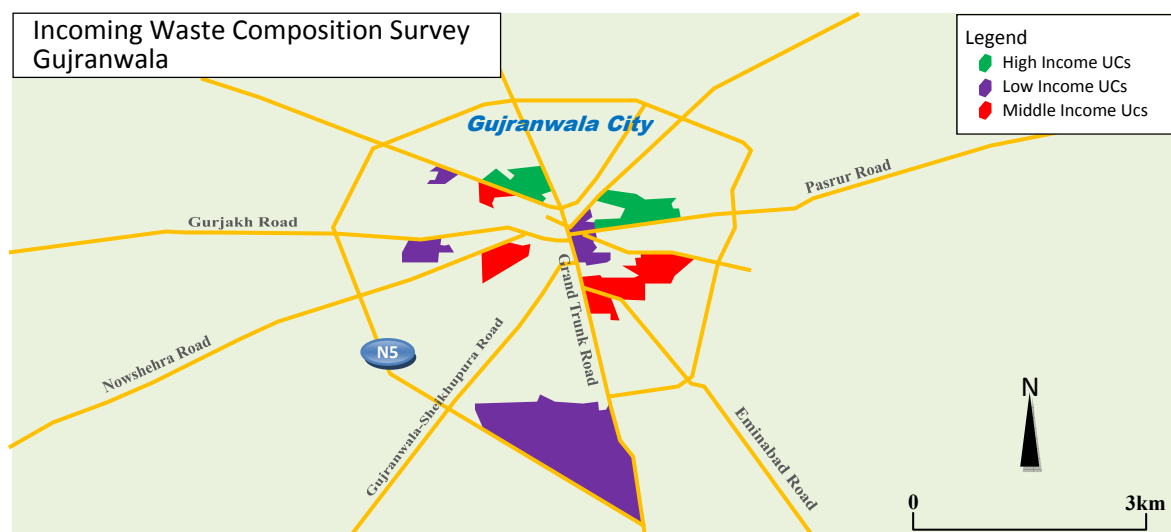 Incoming Waste Composition Survey
Gujranwala
Legend
High Income UCs
Low Income UCs
Middle Income Ucs
Gujranwala City
Pasrur Road
Gurjakh Road
Grand Trunk Road
N5
Nowshehra Road
Gujranwala-Sheikhupura Road
Eminabad Road
N
0
3km